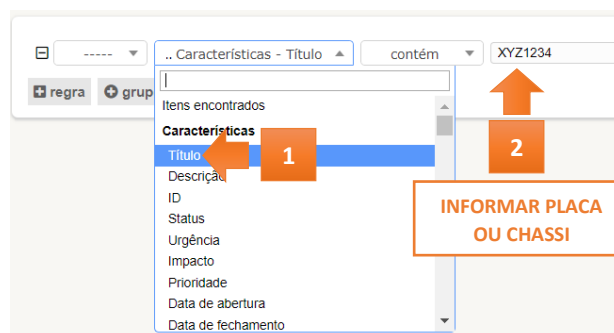 ----- .. Características - Título contém XYZ1234
regra grup
Itens encontrados
Características
Título
1
2
Descrição
ID
Status
Urgência
Impacto
Prioridade
Data de abertura
Data de fechamento
INFORMAR PLACA
OU CHASSI